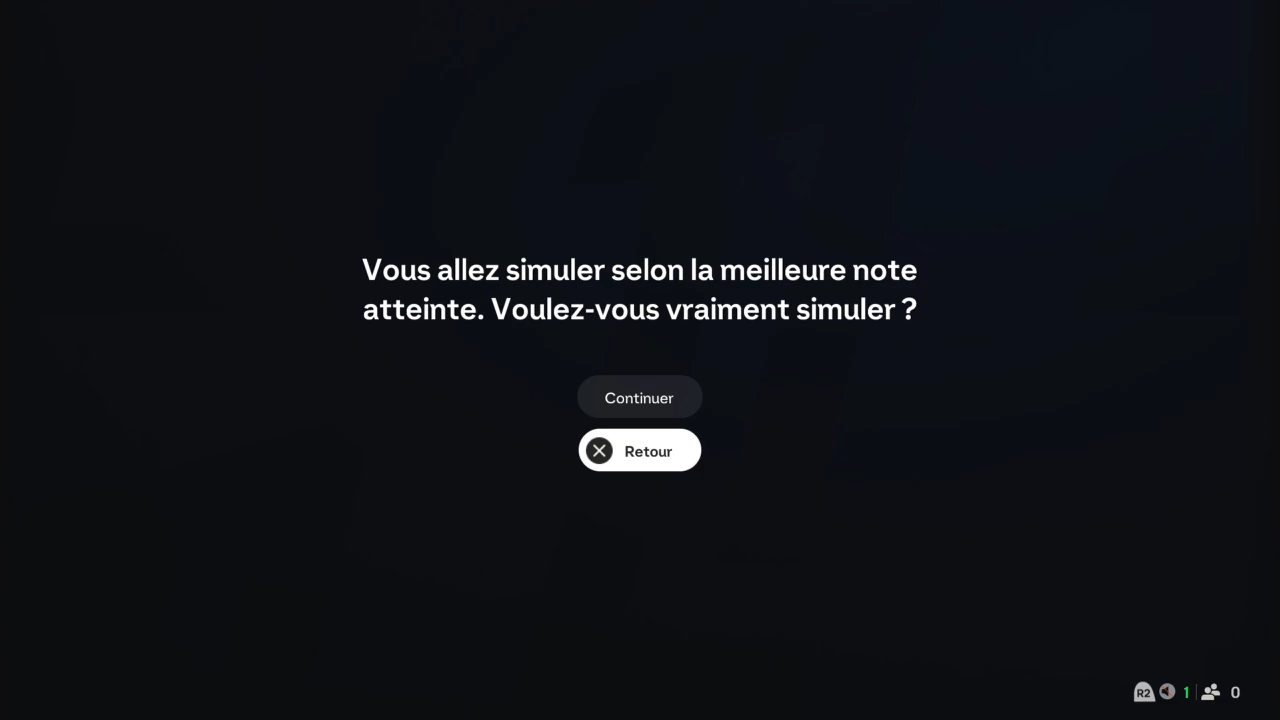 Vous allez simuler selon la meilleure note
atteinte. Voulez-vous vraiment simuler ?
Continuer
Retour
R2 1 0